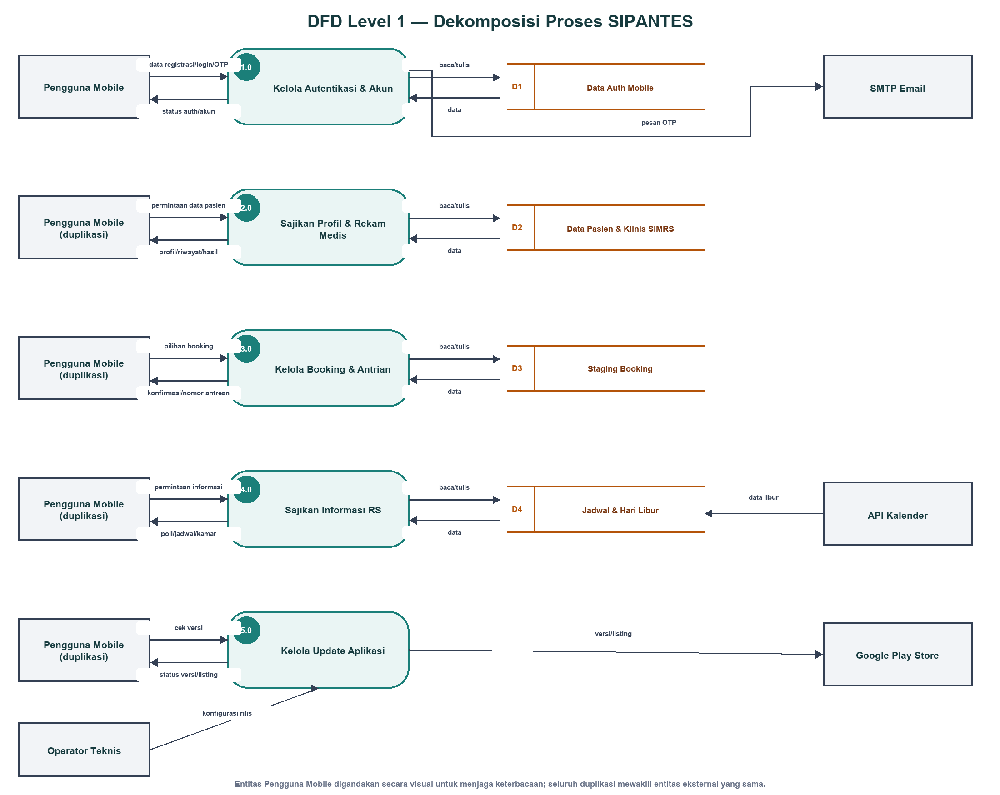 DFD Level 1 — Dekomposisi Proses SIPANTES
Pengguna Mobile
data registrasi/login/OTP
status auth/akun
1.0
Kelola Autentikasi & Akun
baca/tulis
data
D1
Data Auth Mobile
pesan OTP
SMTP Email
Pengguna Mobile
(duplikasi)
permintaan data pasien
profil/riwayat/hasil
2.0
Sajikan Profil & Rekam
Medis
baca/tulis
data
D2
Data Pasien & Klinis SIMRS
Pengguna Mobile
(duplikasi)
pilihan booking
konfirmasi/nomor antrean
3.0
Kelola Booking & Antrian
baca/tulis
data
D3
Staging Booking
Pengguna Mobile
(duplikasi)
permintaan informasi
poli/jadwal/kamar
4.0
Sajikan Informasi RS
baca/tulis
data
D4
Jadwal & Hari Libur
data libur
API Kalender
Pengguna Mobile
(duplikasi)
cek versi
status versi/listing
5.0
Kelola Update Aplikasi
versi/listing
Google Play Store
konfigurasi rilis
Operator Teknis
Entitas Pengguna Mobile digandakan secara visual untuk menjaga keterbacaan; seluruh duplikasi mewakili entitas eksternal yang sama.